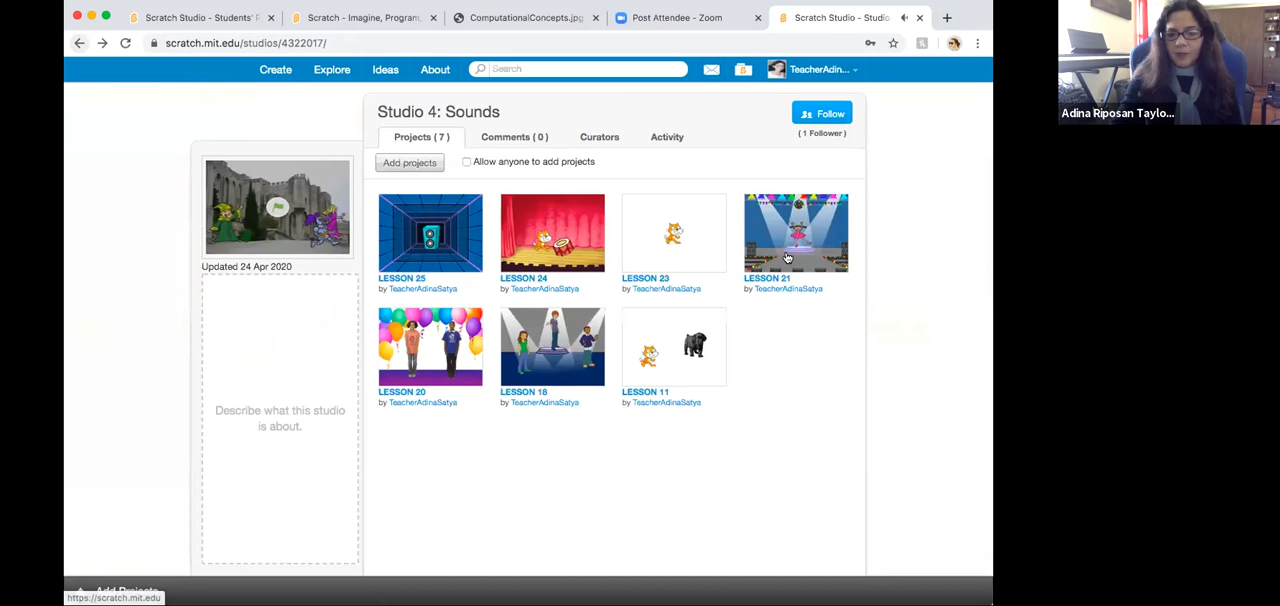 Scratch Studio - Students' F
Scratch - Imagine, Program,
ComputationalConcepts.jpg
Post Attendee - Zoom
Scratch Studio - Studio
scratch.mit.edu/studios/4322017/
Create
Explore
Ideas
About
Search
TeacherAdin...
Studio 4: Sounds
Follow
( 1 Follower )
Projects ( 7 )
Comments ( 0 )
Curators
Activity
Add projects
Allow anyone to add projects
Updated 24 Apr 2020
Describe what this studio
is about.
LESSON 25
by TeacherAdinaSatya
LESSON 24
by TeacherAdinaSatya
LESSON 23
by TeacherAdinaSatya
LESSON 21
by TeacherAdinaSatya
LESSON 20
by TeacherAdinaSatya
LESSON 18
by TeacherAdinaSatya
LESSON 11
by TeacherAdinaSatya
Add Projects
https://scratch.mit.edu
Adina Riposan Taylo...